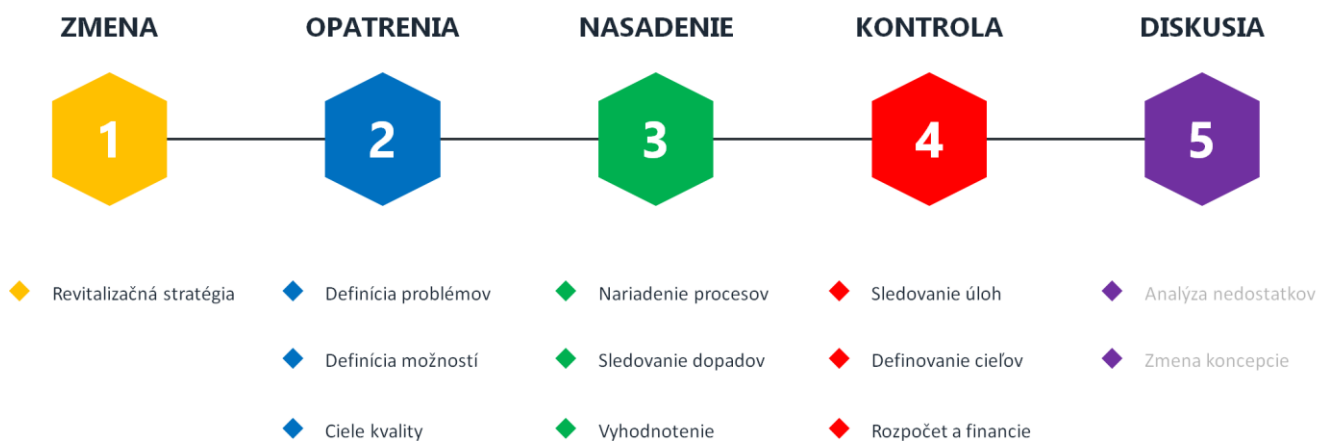 ZMENA OPATRENIA NASADENIE KONTROLA DISKUSIA
1 2 3 4 5
Revitalizačná stratégia Definícia problémov Nariadenie procesov Sledovanie úloh Analýza nedostatkov
Definícia možností Sledovanie dopadov Definovanie cieľov Zmena koncepcie
Ciele kvality Vyhodnotenie Rozpočet a financie